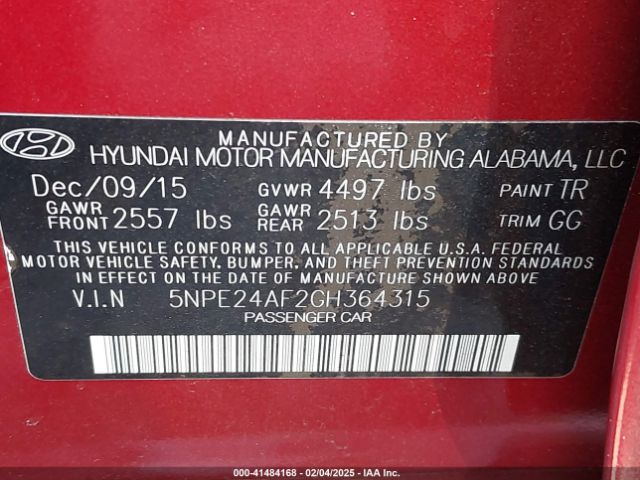 MANUFACTURED BY
HYUNDAI MOTOR MANUFACTURING ALABAMA, LLC
Dec/09/15 GVWR 4497 lbs PAINT TR
GAWR FRONT 2557 lbs GAWR REAR 2513 lbs TRIM GG
THIS VEHICLE CONFORMS TO ALL APPLICABLE U.S.A. FEDERAL
MOTOR VEHICLE SAFETY, BUMPER, AND THEFT PREVENTION STANDARDS
IN EFFECT ON THE DATE OF MANUFACTURE SHOWN ABOVE
V.I.N 5NPE24AF2GH364315
PASSENGER CAR
000-41484168 - 02/04/2025 - IAA Inc.